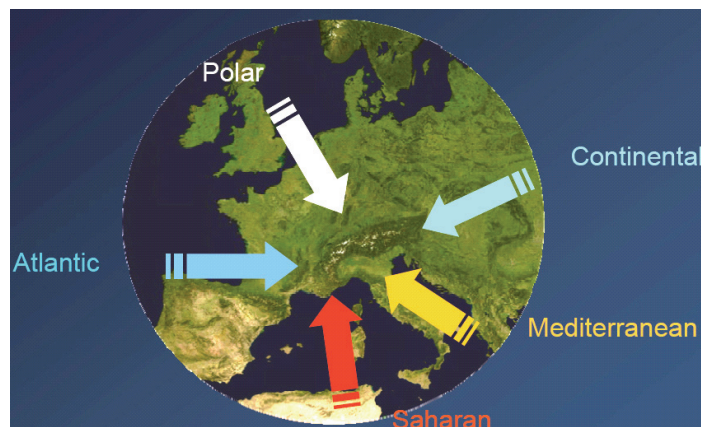 Polar
Continental
Atlantic
Mediterranean
Saharan